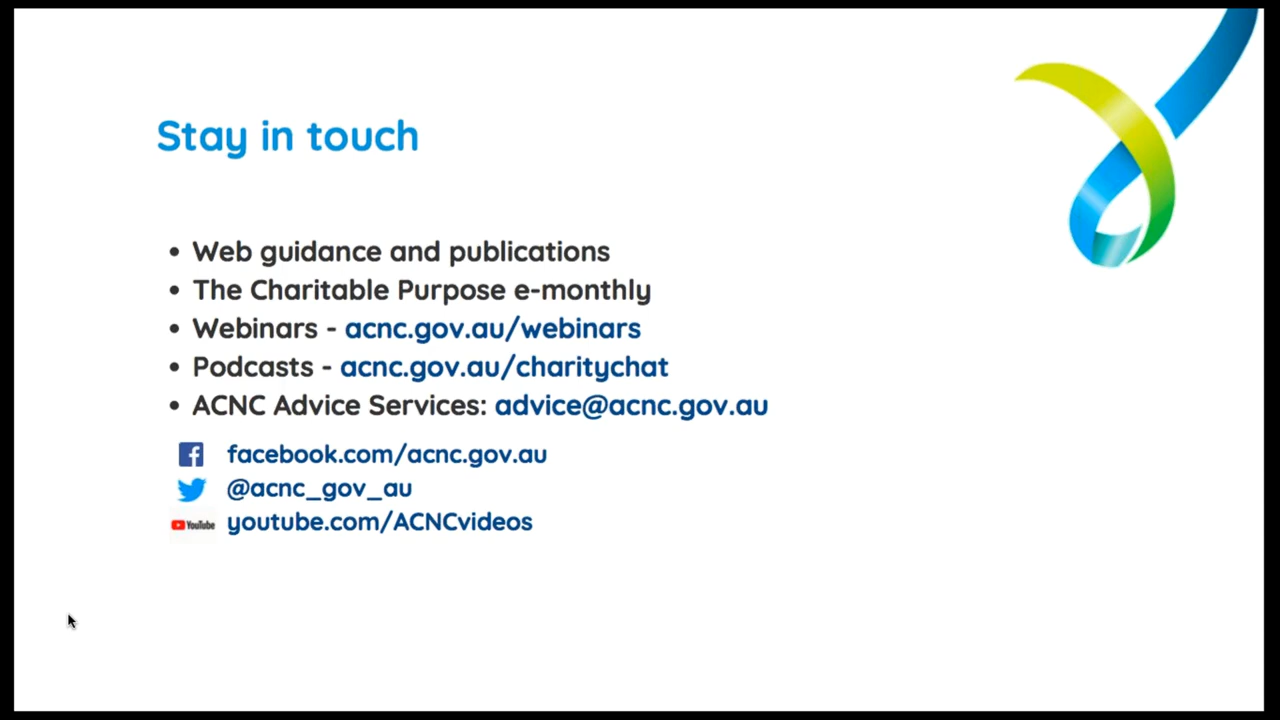 Stay in touch
• Web guidance and publications
• The Charitable Purpose e-monthly
• Webinars - acnc.gov.au/webinars
• Podcasts - acnc.gov.au/charitychat
• ACNC Advice Services: advice@acnc.gov.au
facebook.com/acnc.gov.au
@acnc_gov_au
YouTube youtube.com/ACNCvideos